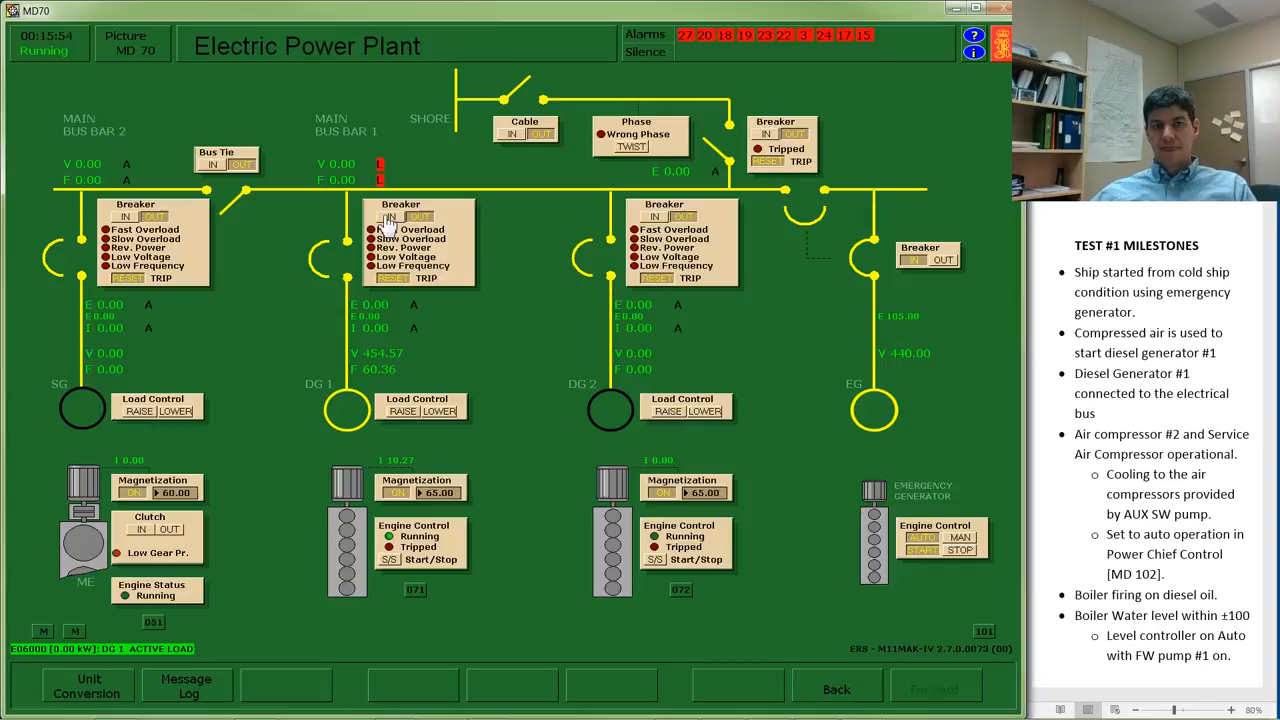 MD70
00:15:54
Running
Picture
MD 70
Electric Power Plant
Alarms
27 20 18 19 23 22 3 24 17 15
Silence
?
i
MAIN
BUS BAR 2
MAIN
BUS BAR 1
SHORE
Cable
IN OUT
Phase
Wrong Phase
TWIST
Breaker
IN OUT
Tripped
RESET TRIP
V 0.00 A
F 0.00 A
Bus Tie
IN OUT
V 0.00 L
F 0.00 L
E 0.00 A
Breaker
IN OUT
Fast Overload
Slow Overload
Rev. Power
Low Voltage
Low Frequency
RESET TRIP
Breaker
IN OUT
Fast Overload
Slow Overload
Rev. Power
Low Voltage
Low Frequency
RESET TRIP
Breaker
IN OUT
Fast Overload
Slow Overload
Rev. Power
Low Voltage
Low Frequency
RESET TRIP
Breaker
IN OUT
E 0.00 A
E 0.00
I 0.00 A
V 0.00
F 0.00
E 0.00 A
E 0.00
I 0.00 A
V 454.57
F 60.36
E 0.00 A
E 0.00
I 0.00 A
V 0.00
F 0.00
E 105.00
V 440.00
SG
Load Control
RAISE LOWER
DG 1
Load Control
RAISE LOWER
DG 2
Load Control
RAISE LOWER
EG
I 0.00
Magnetization
ON 60.00
Clutch
IN OUT
Low Gear Pr.
ME
Engine Status
Running
051
I 10.27
Magnetization
ON 65.00
Engine Control
Running
Tripped
S/S Start/Stop
071
I 0.00
Magnetization
ON 65.00
Engine Control
Running
Tripped
S/S Start/Stop
072
EMERGENCY
GENERATOR
Engine Control
AUTO MAN
START STOP
M M
101
E06000 [0.00 kW]: DG 1 ACTIVE LOAD
ERS - M11MAK-IV 2.7.0.0073 (00)
Unit
Conversion
Message
Log
Back
Forward
TEST #1 MILESTONES
• Ship started from cold ship
condition using emergency
generator.
• Compressed air is used to
start diesel generator #1
• Diesel Generator #1
connected to the electrical
bus
• Air compressor #2 and Service
Air Compressor operational.
o Cooling to the air
compressors provided
by AUX SW pump.
o Set to auto operation in
Power Chief Control
[MD 102].
• Boiler firing on diesel oil.
• Boiler Water level within ±100
o Level controller on Auto
with FW pump #1 on.
80%